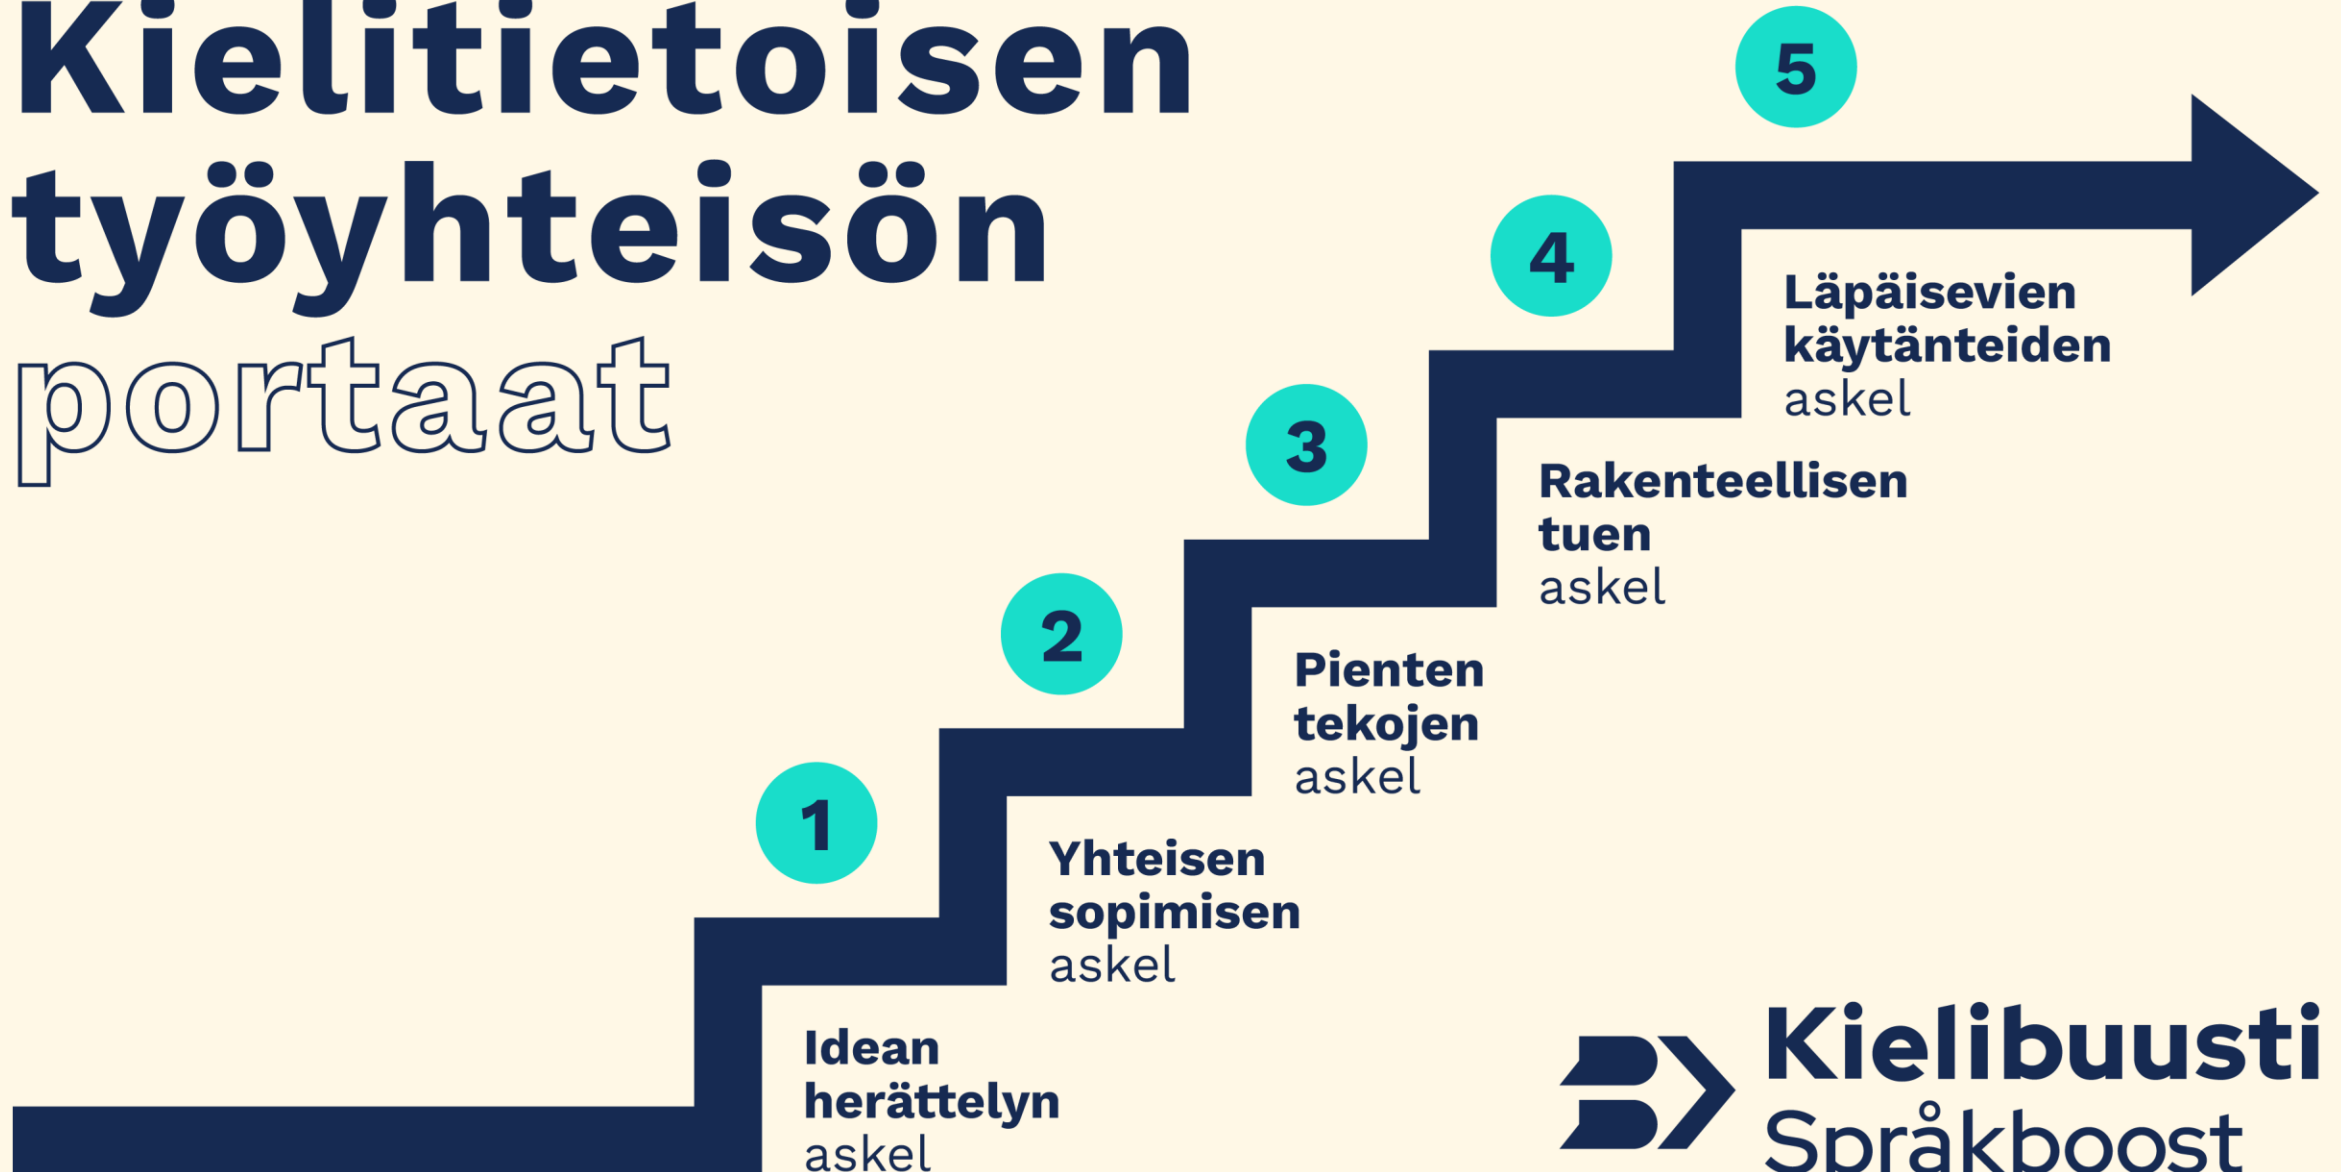 Kielitietoisen
työyhteisön
portaat
5
Läpäisevien
käytänteiden
askel
4
Rakenteellisen
tuen
askel
3
Pienten
tekojen
askel
2
Yhteisen
sopimisen
askel
1
Idean
herättelyn
askel
Kielibuusti
Språkboost